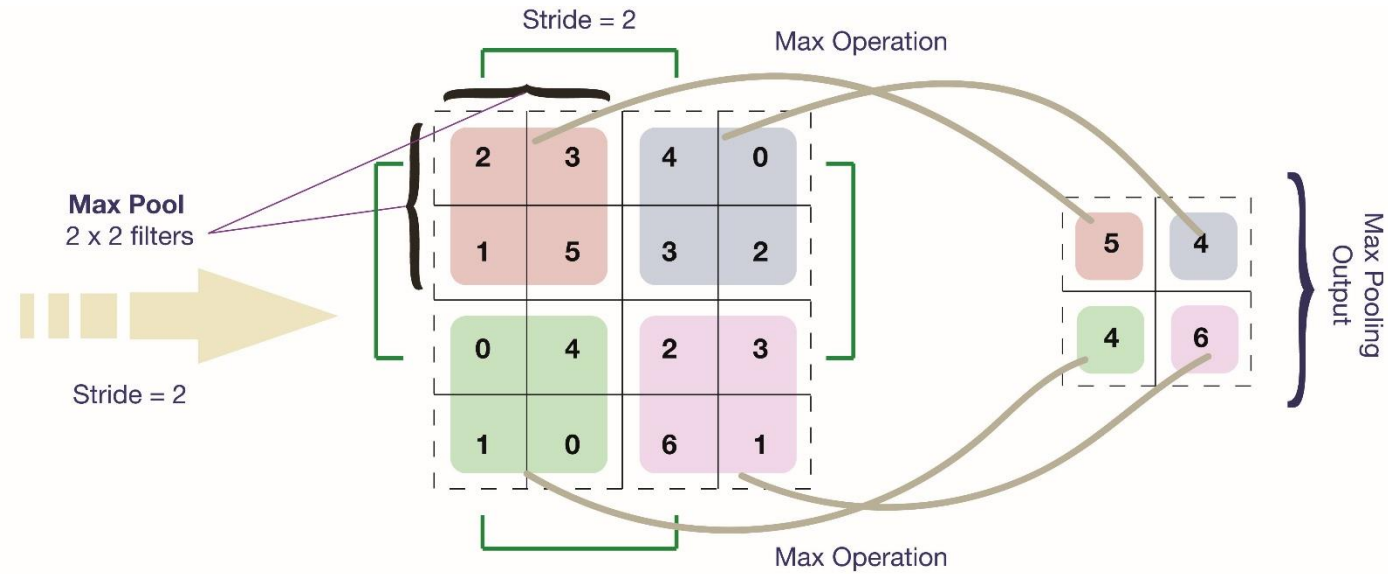 Stride = 2
Max Operation
Max Pool
2 x 2 filters
Stride = 2
2 3 4 0
1 5 3 2
0 4 2 3
1 0 6 1
5 4
4 6
Max Pooling
Output
Max Operation